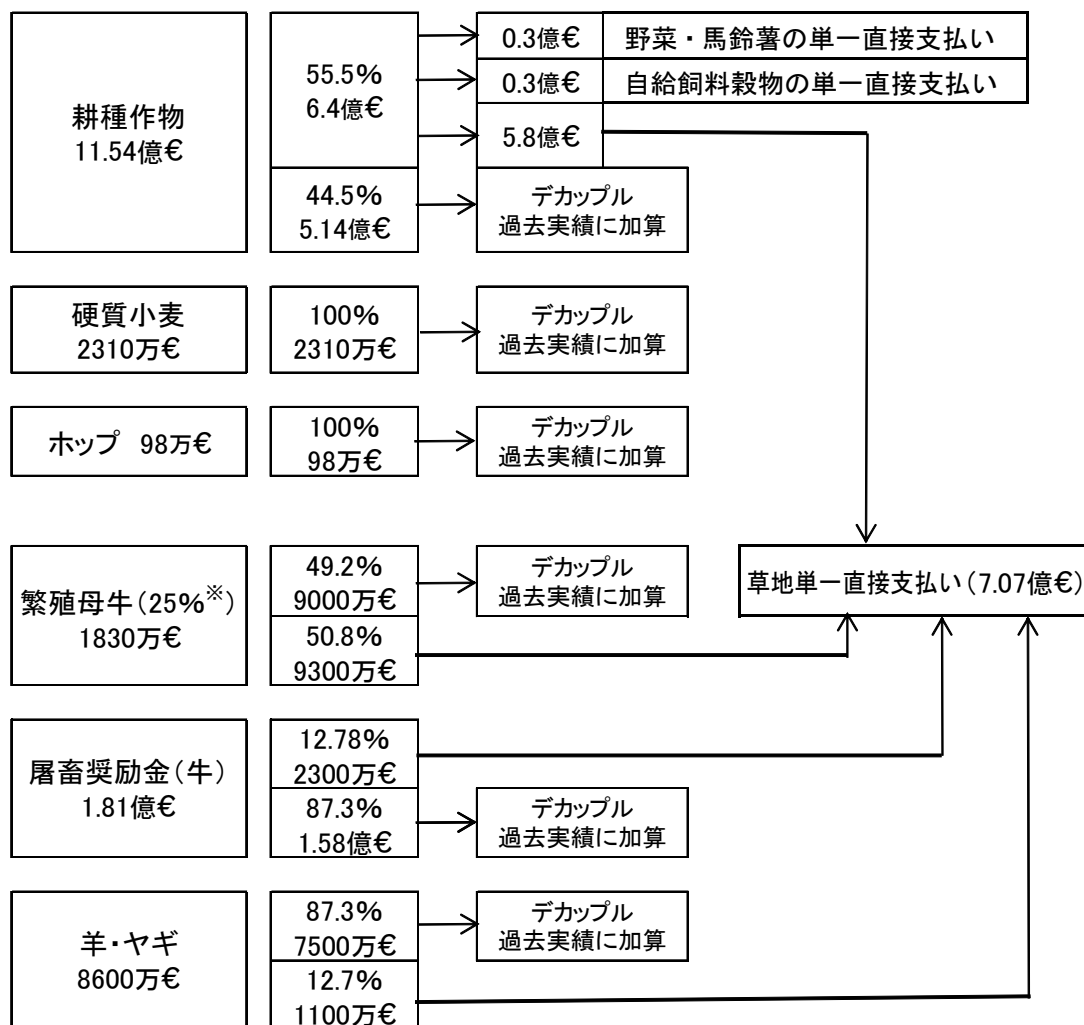 耕種作物
11.54億€
55.5%
6.4億€
0.3億€
野菜・馬鈴薯の単一直接支払い
0.3億€
自給飼料穀物の単一直接支払い
5.8億€
44.5%
5.14億€
デカップル
過去実績に加算
硬質小麦
2310万€
100%
2310万€
デカップル
過去実績に加算
ホップ 98万€
100%
98万€
デカップル
過去実績に加算
繁殖母牛(25%※)
1830万€
49.2%
9000万€
デカップル
過去実績に加算
50.8%
9300万€
草地単一直接支払い(7.07億€)
屠畜奨励金(牛)
1.81億€
12.78%
2300万€
87.3%
1.58億€
デカップル
過去実績に加算
羊・ヤギ
8600万€
87.3%
7500万€
デカップル
過去実績に加算
12.7%
1100万€